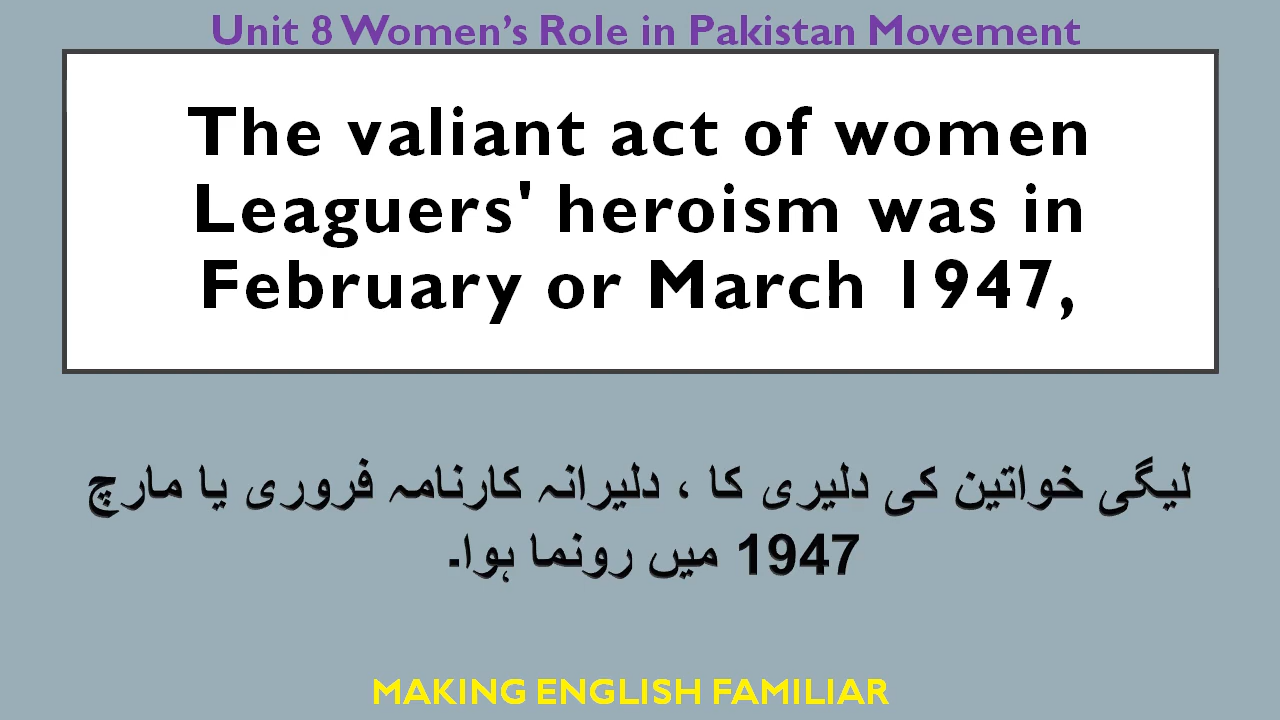 Unit 8 Women’s Role in Pakistan Movement
The valiant act of women
Leaguers' heroism was in
February or March 1947,
لیگی خواتین کی دلیری کا ، دلیرانہ کارنامہ فروری یا مارچ
1947 میں رونما ہوا۔
MAKING ENGLISH FAMILIAR